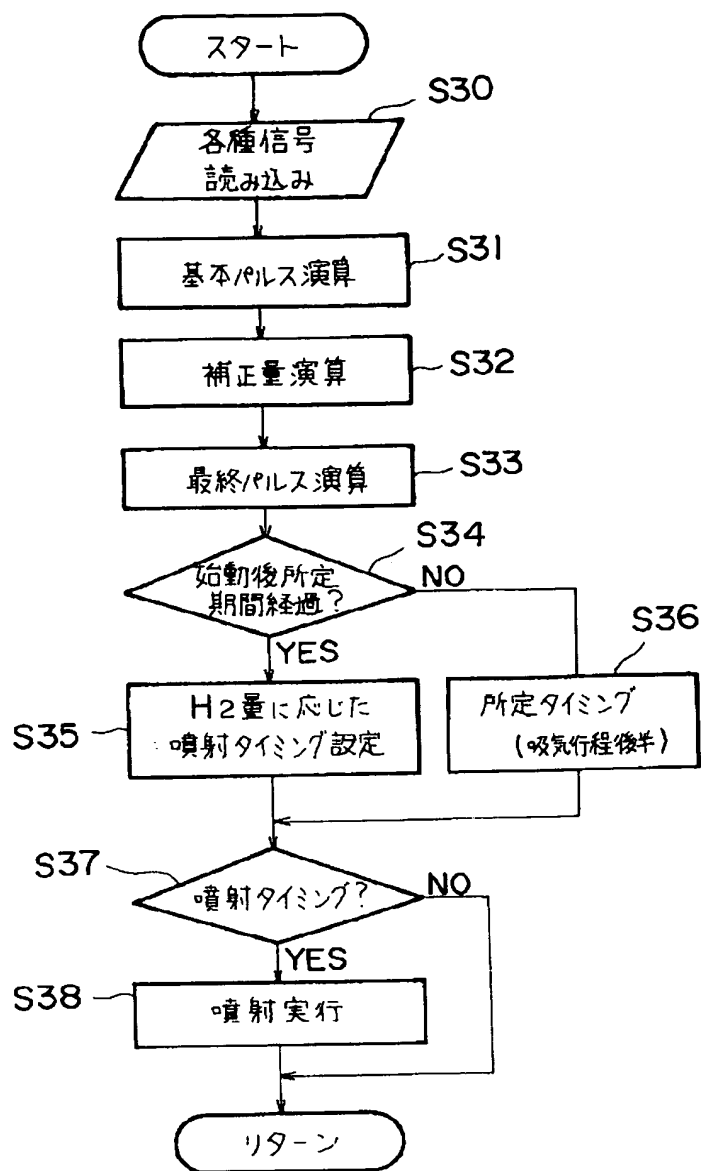 スタート
S30
各種信号
読み込み
S31
基本パルス演算
S32
補正量演算
S33
最終パルス演算
S34
始動後所定
期間経過?
NO
YES
S36
S35
H2量に応じた
噴射タイミング設定
所定タイミング
(吸気行程後半)
S37
噴射タイミング?
NO
YES
S38
噴射実行
リターン